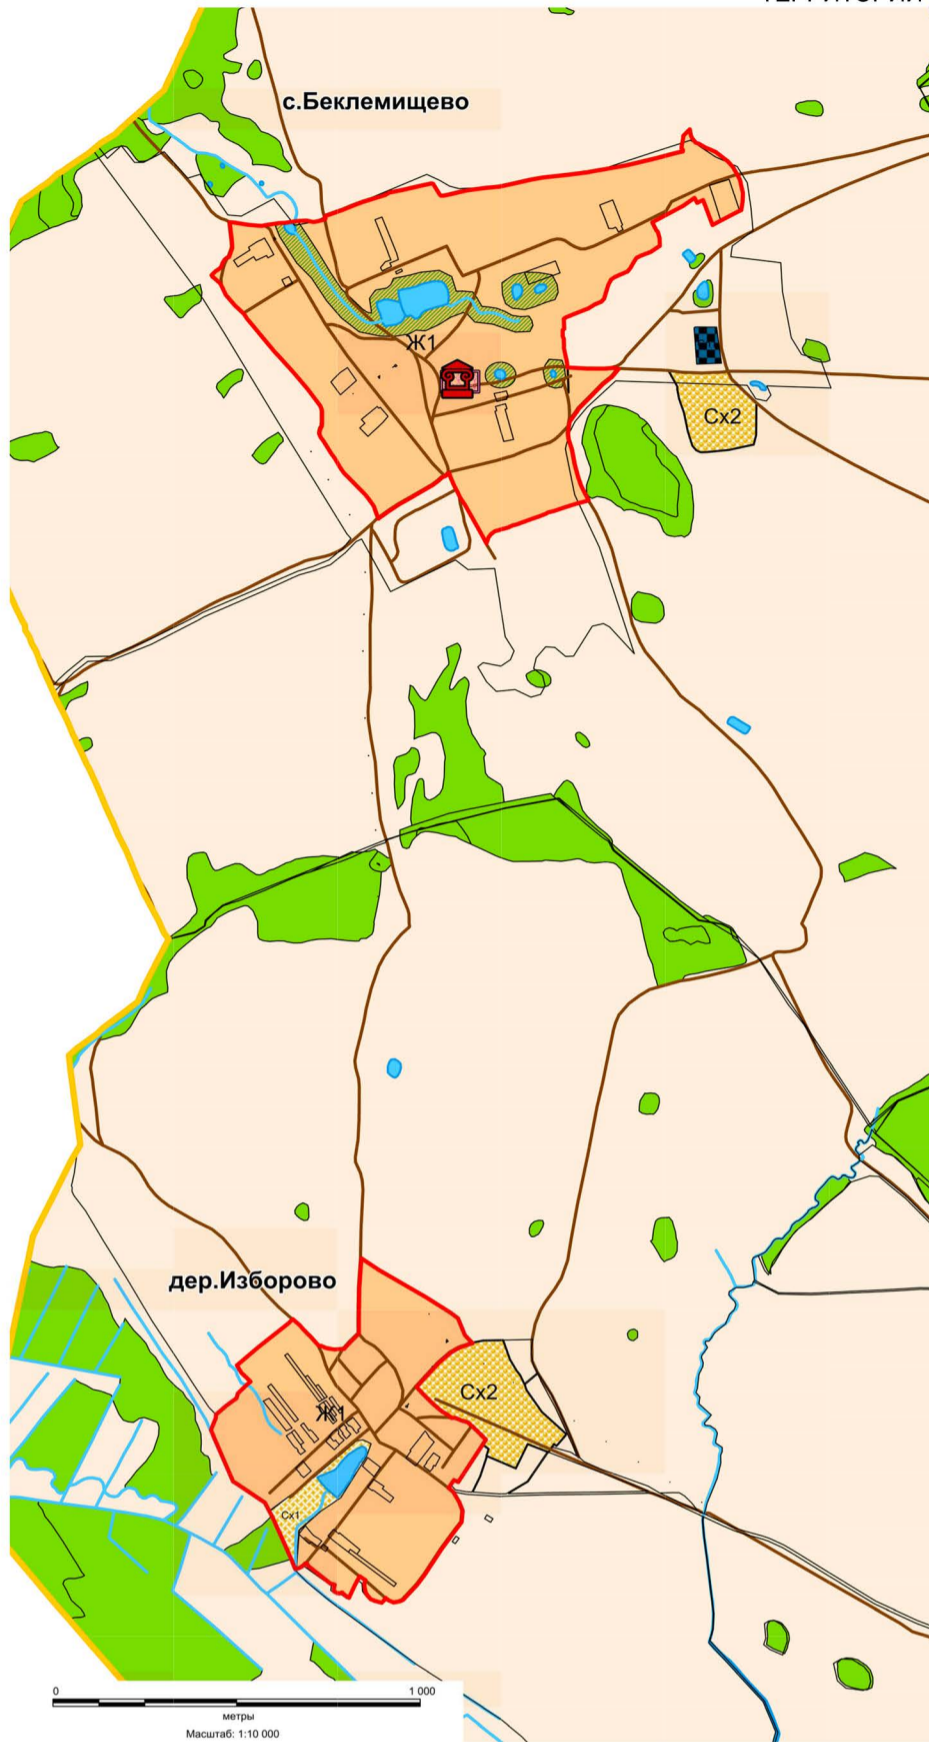 с.Беклемищево
Ж1
Сх2
дер.Изборово
Сх2
Ж1
Сх1
0 1 000
метры
Масштаб: 1:10 000